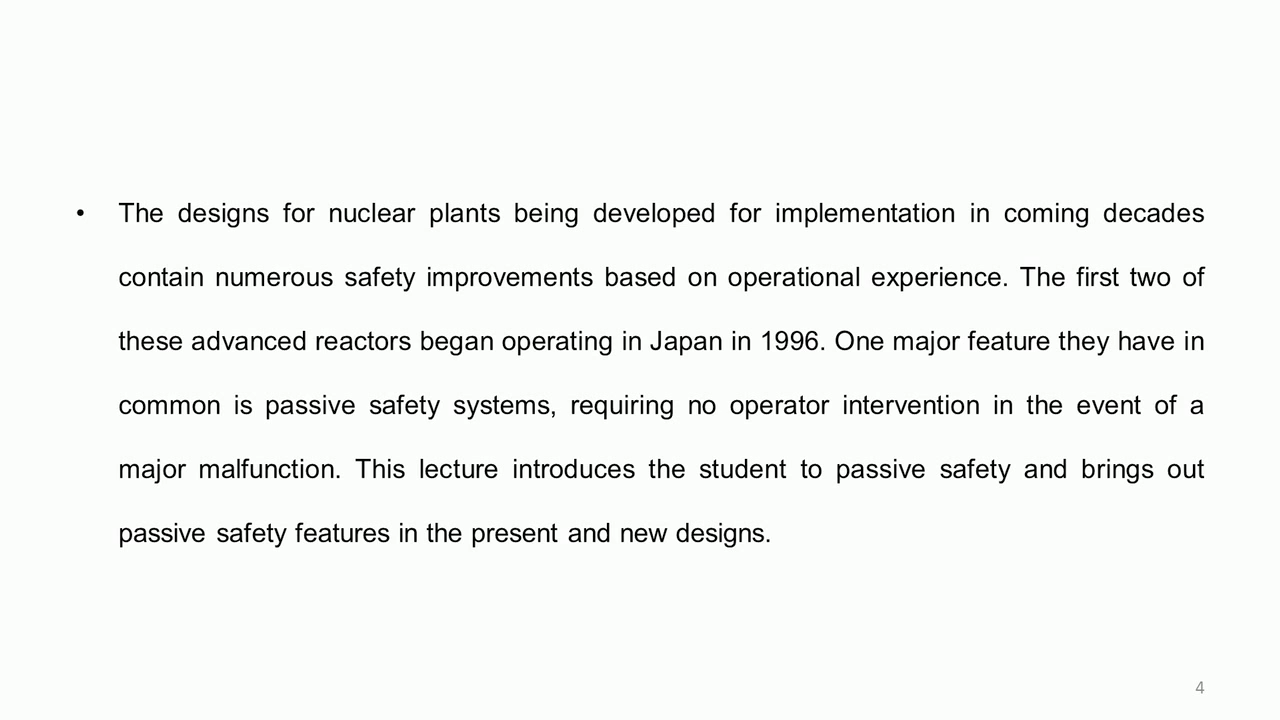 • The designs for nuclear plants being developed for implementation in coming decades
contain numerous safety improvements based on operational experience. The first two of
these advanced reactors began operating in Japan in 1996. One major feature they have in
common is passive safety systems, requiring no operator intervention in the event of a
major malfunction. This lecture introduces the student to passive safety and brings out
passive safety features in the present and new designs.
4